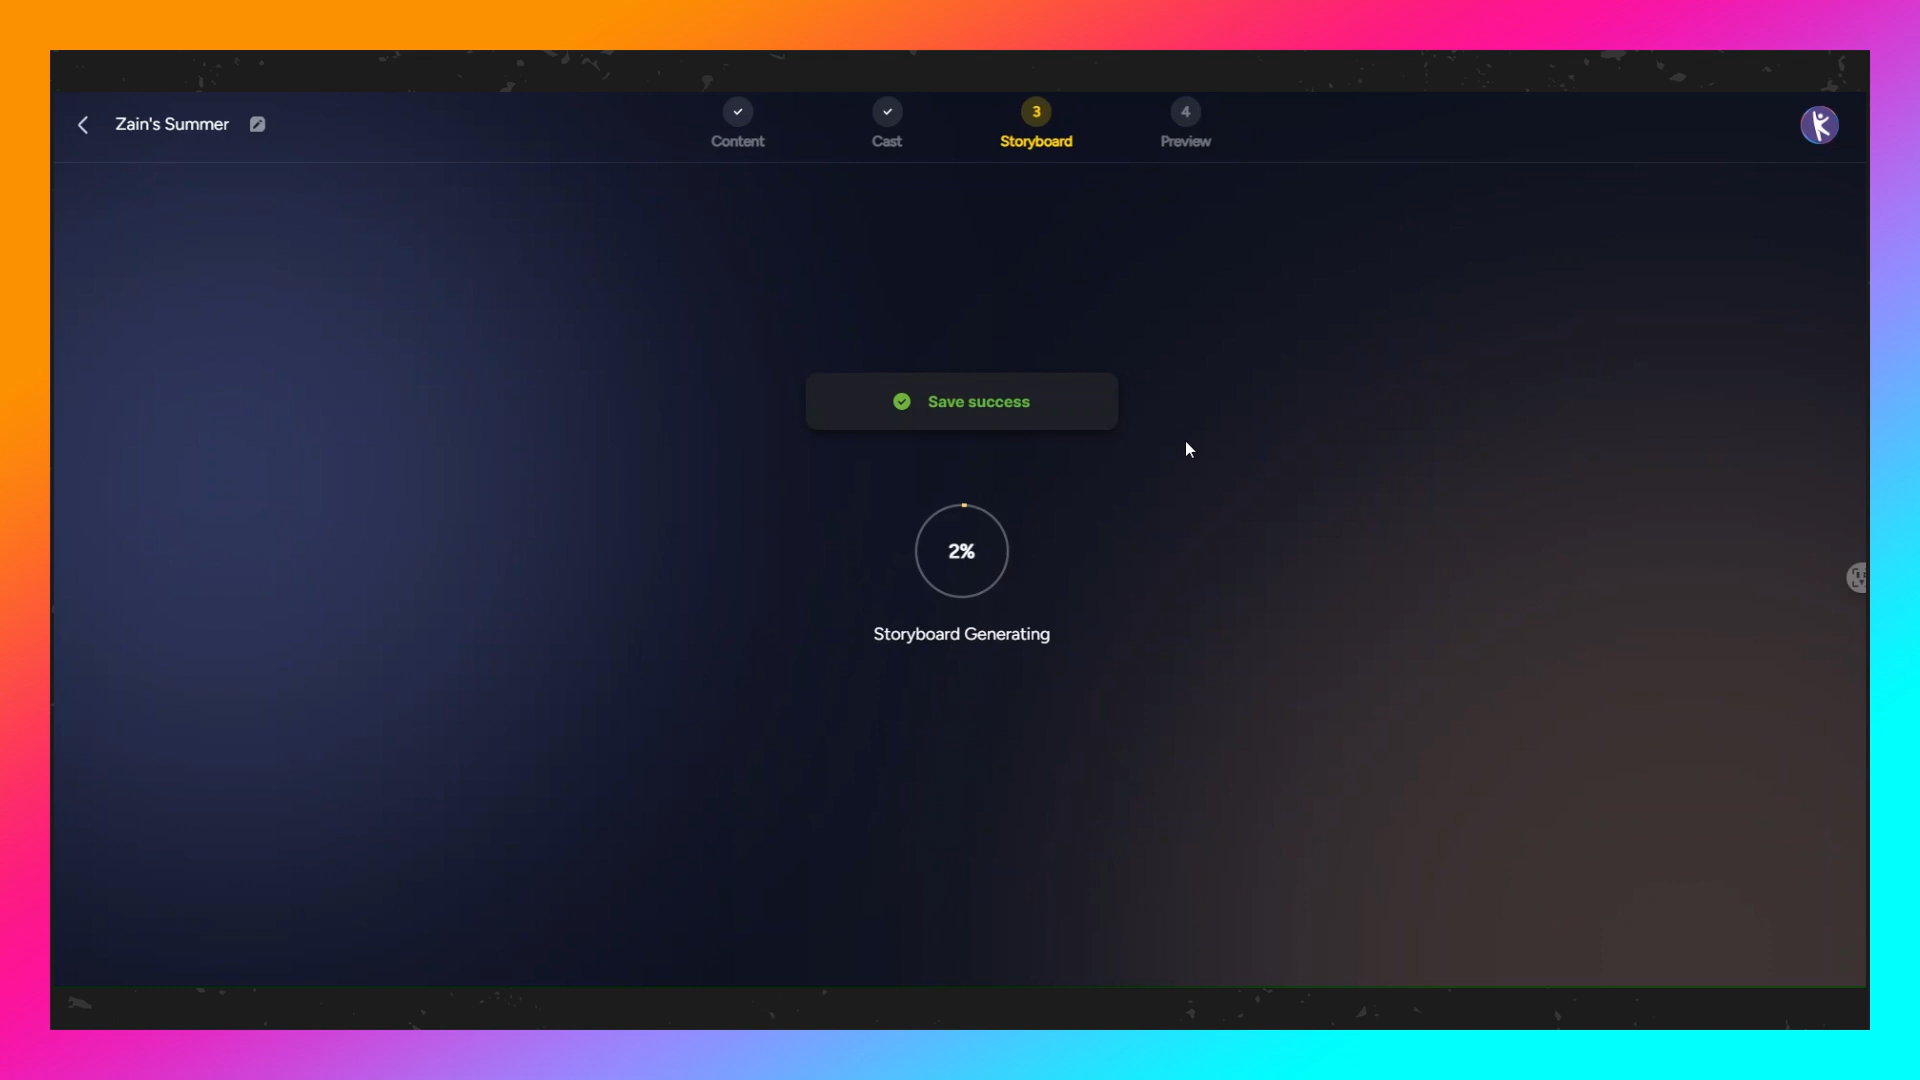 Zain's Summer
Content
Cast
3
Storyboard
4
Preview
Save success
2%
Storyboard Generating